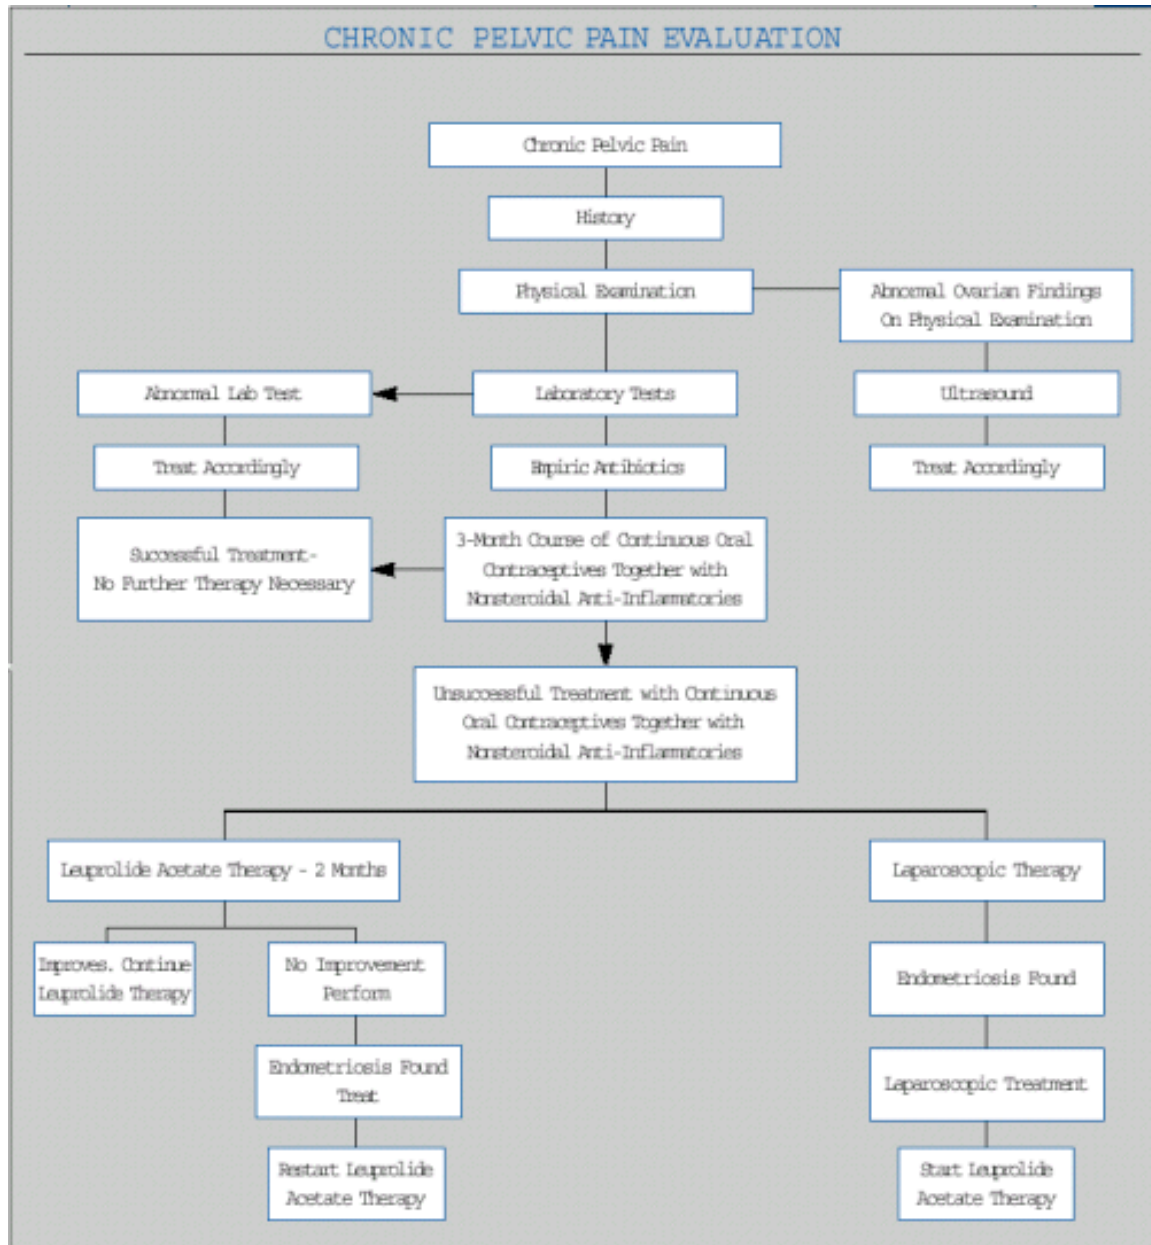 CHRONIC PELVIC PAIN EVALUATION
Chronic Pelvic Pain
History
Physical Examination
Abnormal Ovarian Findings
On Physical Examination
Abnormal Lab Test
Laboratory Tests
Ultrasound
Treat Accordingly
Empiric Antibiotics
Treat Accordingly
Successful Treatment-
No Further Therapy Necessary
3-Month Course of Continuous Oral
Contraceptives Together with
Nonsteroidal Anti-Inflammatories
Unsuccessful Treatment with Continuous
Oral Contraceptives Together with
Nonsteroidal Anti-Inflammatories
Leuprolide Acetate Therapy - 2 Months
Laparoscopic Therapy
Improves. Continue
Leuprolide Therapy
No Improvement
Perform
Endometriosis Found
Endometriosis Found
Treat
Laparoscopic Treatment
Restart Leuprolide
Acetate Therapy
Start Leuprolide
Acetate Therapy